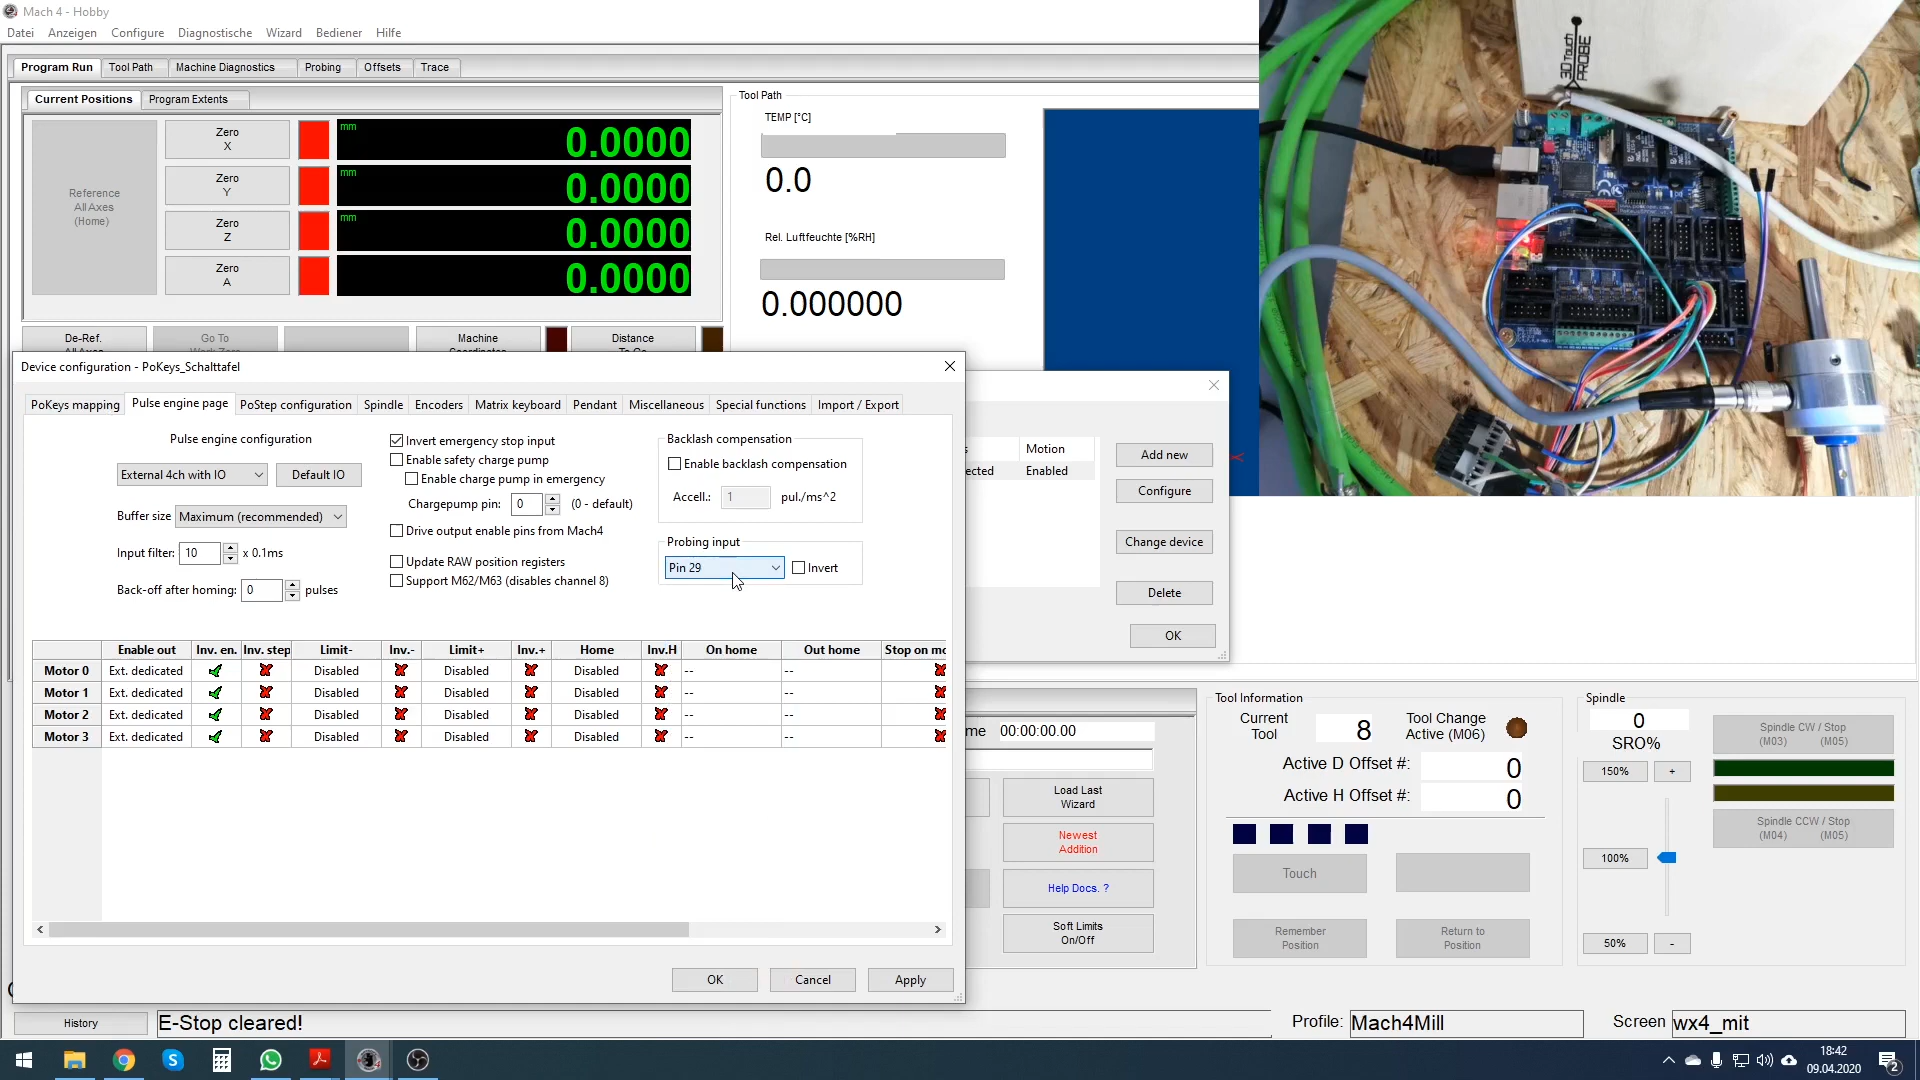 Mach 4 - Hobby
Datei Anzeigen Configure Diagnostische Wizard Bediener Hilfe
Program Run Tool Path Machine Diagnostics Probing Offsets Trace
Current Positions Program Extents
Reference
All Axes
(Home)
Zero
X
mm
0.0000
Zero
Y
mm
0.0000
Zero
Z
mm
0.0000
Zero
A
0.0000
De-Ref.
Go To
Machine
Distance
Tool Path
TEMP [°C]
0.0
Rel. Luftfeuchte [%RH]
0.000000
3D Touch
PROBE
Device configuration - PoKeys_Schalttafel
PoKeys mapping Pulse engine page PoStep configuration Spindle Encoders Matrix keyboard Pendant Miscellaneous Special functions Import / Export
Pulse engine configuration
External 4ch with IO Default IO
Buffer size Maximum (recommended)
Input filter: 10 x 0.1ms
Back-off after homing: 0 pulses
Invert emergency stop input
Enable safety charge pump
Enable charge pump in emergency
Chargepump pin: 0 (0 - default)
Drive output enable pins from Mach4
Update RAW position registers
Support M62/M63 (disables channel 8)
Backlash compensation
Enable backlash compensation
Accell.: 1 pul./ms^2
Probing input
Pin 29 Invert
Enable out Inv. en. Inv. step Limit- Inv.- Limit+ Inv.+ Home Inv.H On home Out home Stop on mo
Motor 0 Ext. dedicated Disabled Disabled Disabled -- --
Motor 1 Ext. dedicated Disabled Disabled Disabled -- --
Motor 2 Ext. dedicated Disabled Disabled Disabled -- --
Motor 3 Ext. dedicated Disabled Disabled Disabled -- --
OK Cancel Apply
s Motion
ected Enabled
Add new
Configure
Change device
Delete
OK
me 00:00:00.00
Load Last
Wizard
Newest
Addition
Help Docs. ?
Soft Limits
On/Off
Tool Information
Current
Tool
8
Tool Change
Active (M06)
Active D Offset #: 0
Active H Offset #: 0
Touch
Remember
Position
Return to
Position
Spindle
0
SRO%
150% +
100%
50% -
Spindle CW / Stop
(M03) (M05)
Spindle CCW / Stop
(M04) (M05)
History E-Stop cleared!
Profile: Mach4Mill
Screen wx4_mit
18:42
09.04.2020
2